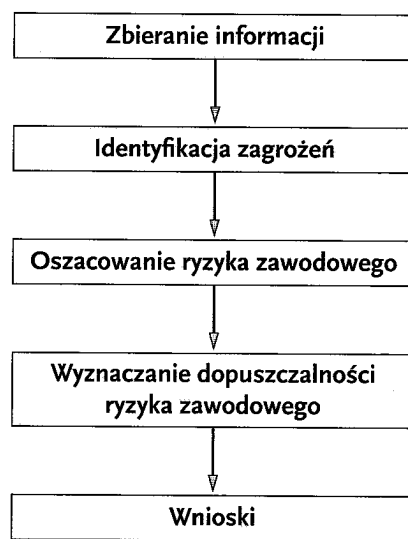 Zbieranie informacji
Identyfikacja zagrożeń
Oszacowanie ryzyka zawodowego
Wyznaczanie dopuszczalności
ryzyka zawodowego
Wnioski